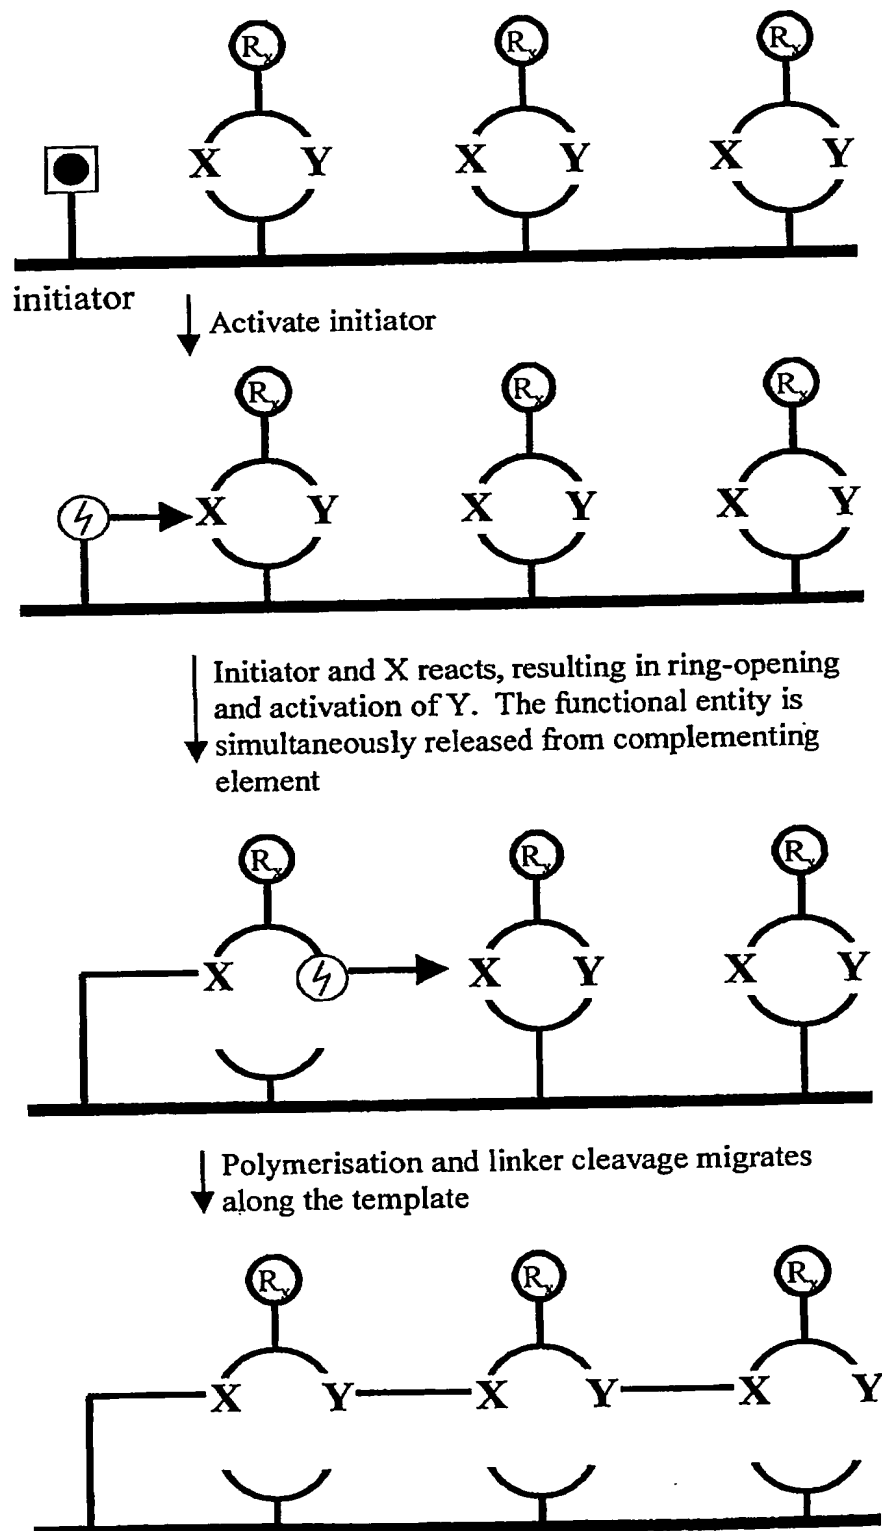 Rx Rx Rx
X Y X Y X Y
initiator
Activate initiator
Rx Rx Rx
X Y X Y X Y
Initiator and X reacts, resulting in ring-opening
and activation of Y. The functional entity is
simultaneously released from complementing
element
Rx Rx Rx
X X Y X Y
Polymerisation and linker cleavage migrates
along the template
Rx Rx Rx
X Y X Y X Y